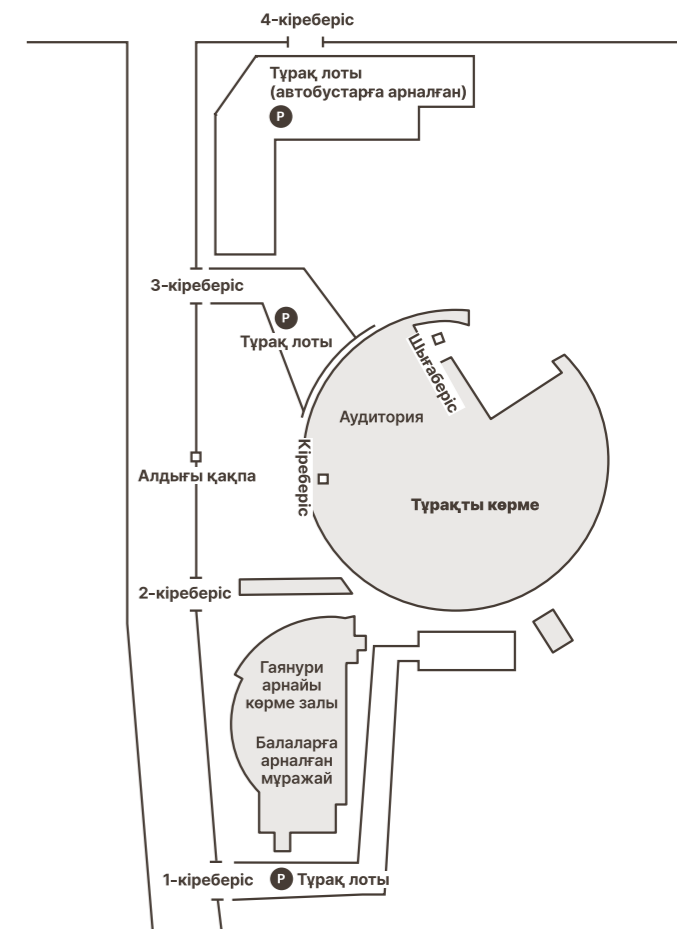 4-кіреберіс
Тұрақ лоты
(автобустарға арналған)
P
3-кіреберіс
P
Тұрақ лоты
Шығаберіс
Аудитория
Кіреберіс
Алдығы қақпа
Тұрақты көрме
2-кіреберіс
Гаянури
арнайы
көрме залы
Балаларға
арналған
мұражай
1-кіреберіс
P Тұрақ лоты